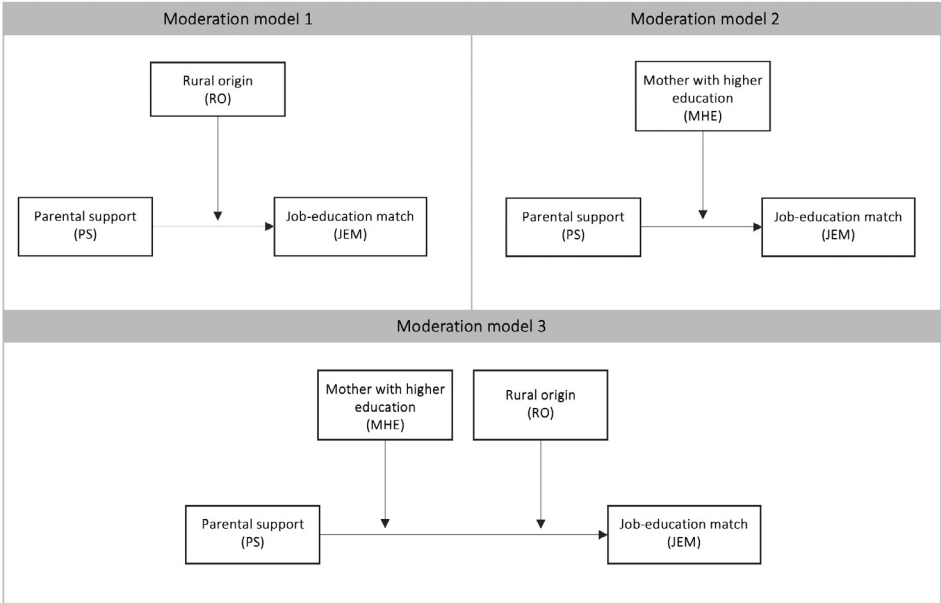 Moderation model 1
Rural origin
(RO)
Parental support
(PS)
Job-education match
(JEM)
Moderation model 2
Mother with higher
education
(MHE)
Parental support
(PS)
Job-education match
(JEM)
Moderation model 3
Mother with higher
education
(MHE)
Rural origin
(RO)
Parental support
(PS)
Job-education match
(JEM)